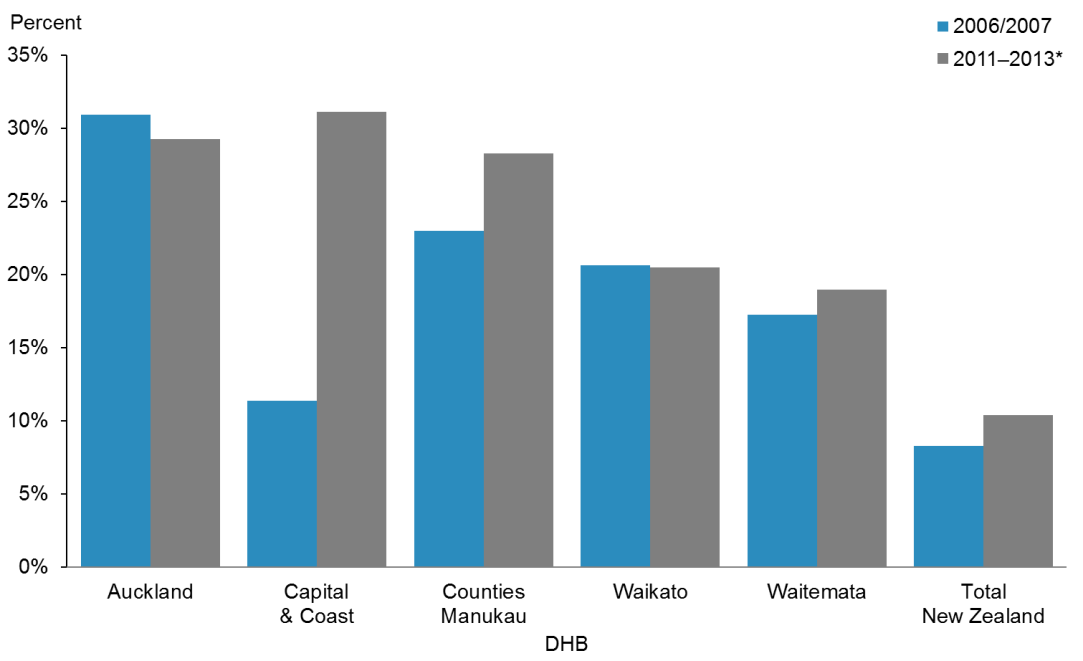 Percent
2006/2007
2011–2013*
35%
30%
25%
20%
15%
10%
5%
0%
Auckland
Capital
& Coast
Counties
Manukau
Waikato
Waitemata
Total
New Zealand
DHB